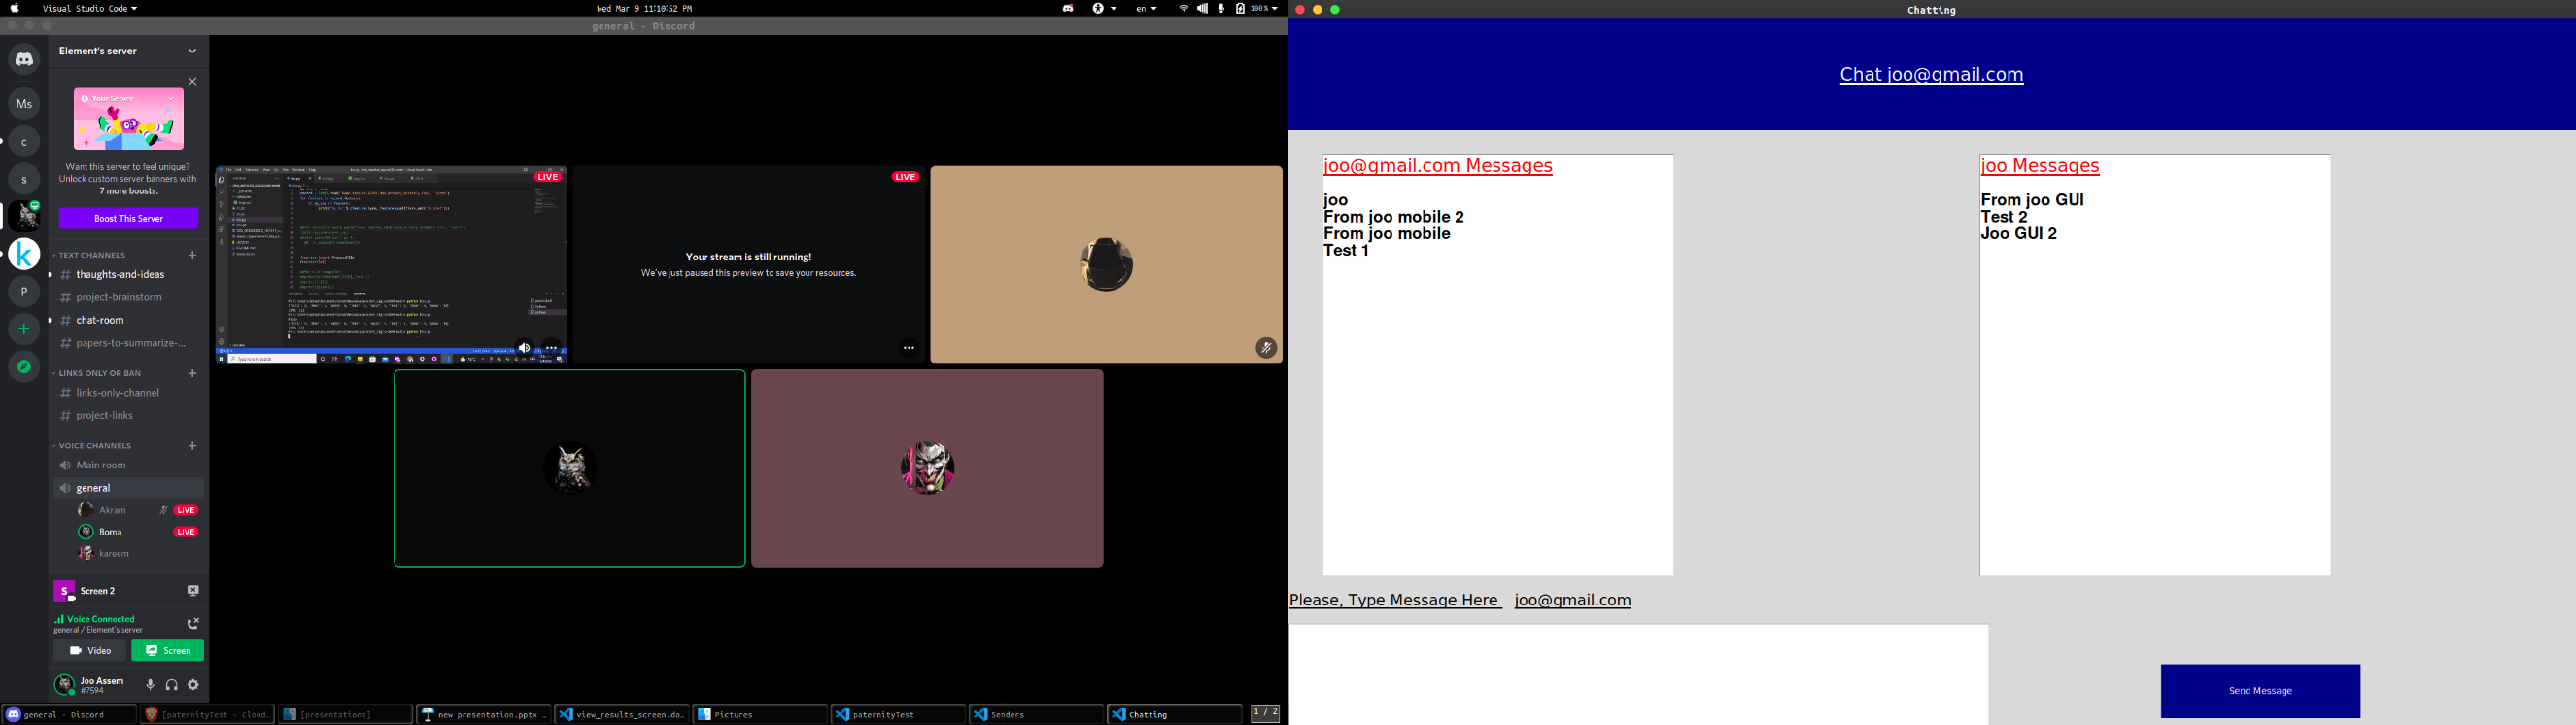 Visual Studio Code
Wed Mar 9 11:10:52 PM
en
100%
general - Discord
Element's server
Your Server
Want this server to feel unique?
Unlock custom server banners with
7 more boosts.
Boost This Server
TEXT CHANNELS
thaughts-and-ideas
project-brainstorm
chat-room
papers-to-summarize-...
LINKS ONLY OR BAN
links-only-channel
project-links
VOICE CHANNELS
Main room
general
Akram
LIVE
Boma
LIVE
kareem
Screen 2
Voice Connected
general / Element's server
Video
Screen
Joo Assem
#7594
Ms
c
s
k
P
S
LIVE
LIVE
Your stream is still running!
We've just paused this preview to save your resources.
general - Discord
[paternityTest - Cloud...
[presentations]
new presentation.pptx ...
view_results_screen.da...
Pictures
paternityTest
Senders
Chatting
1 / 2
Chatting
Chat joo@gmail.com
joo@gmail.com Messages
joo
From joo mobile 2
From joo mobile
Test 1
joo Messages
From joo GUI
Test 2
Joo GUI 2
Please, Type Message Here joo@gmail.com
Send Message